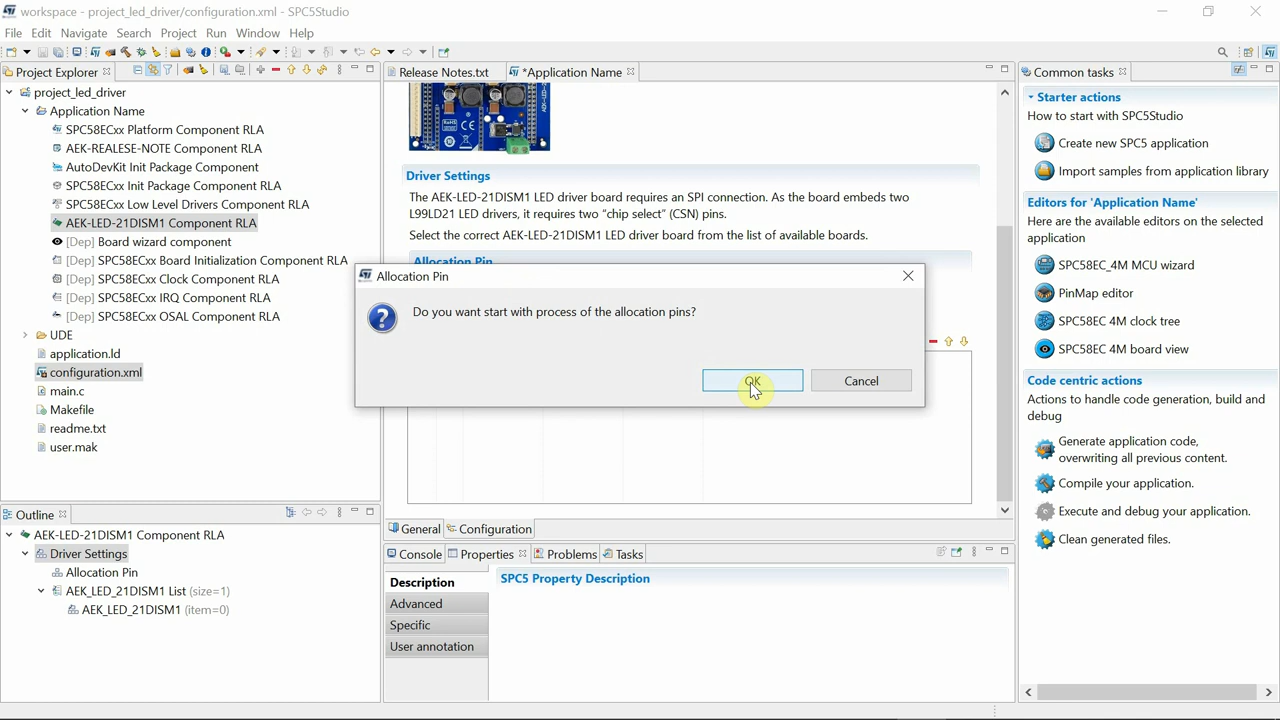 workspace - project_led_driver/configuration.xml - SPC5Studio
File Edit Navigate Search Project Run Window Help
Project Explorer
project_led_driver
Application Name
SPC58ECxx Platform Component RLA
AEK-REALESE-NOTE Component RLA
AutoDevKit Init Package Component
SPC58ECxx Init Package Component RLA
SPC58ECxx Low Level Drivers Component RLA
AEK-LED-21DISM1 Component RLA
[Dep] Board wizard component
[Dep] SPC58ECxx Board Initialization Component RLA
[Dep] SPC58ECxx Clock Component RLA
[Dep] SPC58ECxx IRQ Component RLA
[Dep] SPC58ECxx OSAL Component RLA
UDE
application.ld
configuration.xml
main.c
Makefile
readme.txt
user.mak
Outline
AEK-LED-21DISM1 Component RLA
Driver Settings
Allocation Pin
AEK_LED_21DISM1 List (size=1)
AEK_LED_21DISM1 (item=0)
Release Notes.txt
*Application Name
Driver Settings
The AEK-LED-21DISM1 LED driver board requires an SPI connection. As the board embeds two
L99LD21 LED drivers, it requires two "chip select" (CSN) pins.
Select the correct AEK-LED-21DISM1 LED driver board from the list of available boards.
Allocation Pin
Allocation Pin
Do you want start with process of the allocation pins?
OK
Cancel
General
Configuration
Console
Properties
Problems
Tasks
Description
Advanced
Specific
User annotation
SPC5 Property Description
Common tasks
Starter actions
How to start with SPC5Studio
Create new SPC5 application
Import samples from application library
Editors for 'Application Name'
Here are the available editors on the selected
application
SPC58EC_4M MCU wizard
PinMap editor
SPC58EC 4M clock tree
SPC58EC 4M board view
Code centric actions
Actions to handle code generation, build and
debug
Generate application code,
overwriting all previous content.
Compile your application.
Execute and debug your application.
Clean generated files.